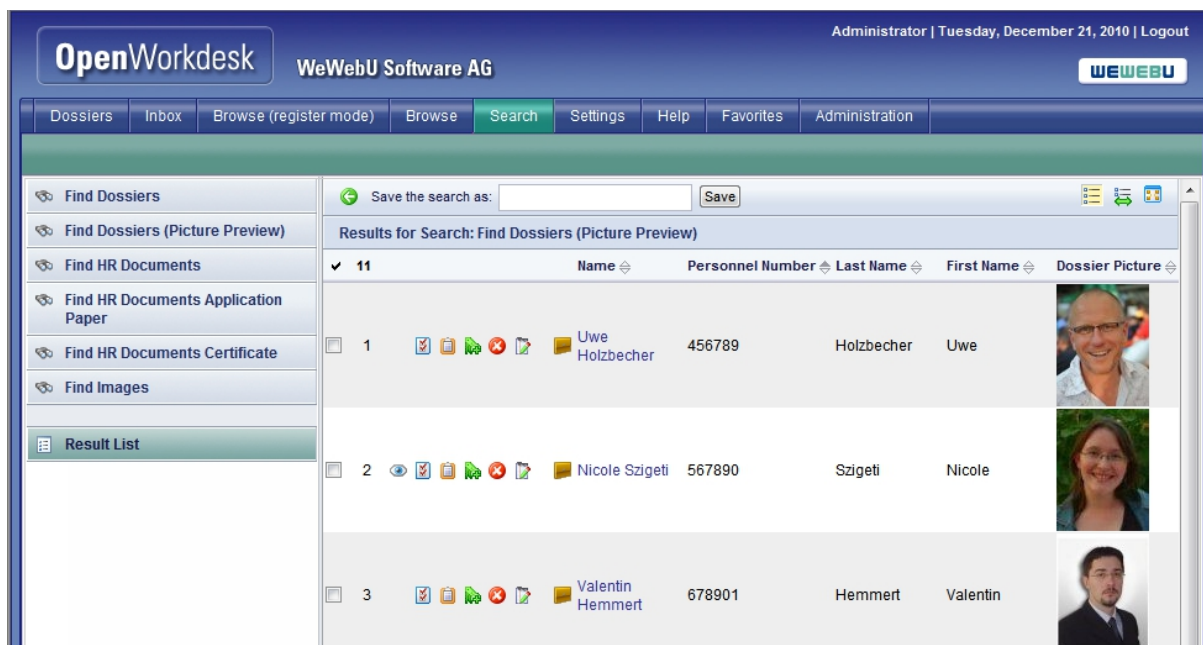 Administrator | Tuesday, December 21, 2010 | Logout
OpenWorkdesk
WeWebU Software AG
WEWEBU
Dossiers Inbox Browse (register mode) Browse Search Settings Help Favorites Administration
Find Dossiers
Find Dossiers (Picture Preview)
Find HR Documents
Find HR Documents Application
Paper
Find HR Documents Certificate
Find Images
Result List
Save the search as: Save
Results for Search: Find Dossiers (Picture Preview)
11 Name Personnel Number Last Name First Name Dossier Picture
1 Uwe
Holzbecher 456789 Holzbecher Uwe
2 Nicole Szigeti 567890 Szigeti Nicole
3 Valentin
Hemmert 678901 Hemmert Valentin